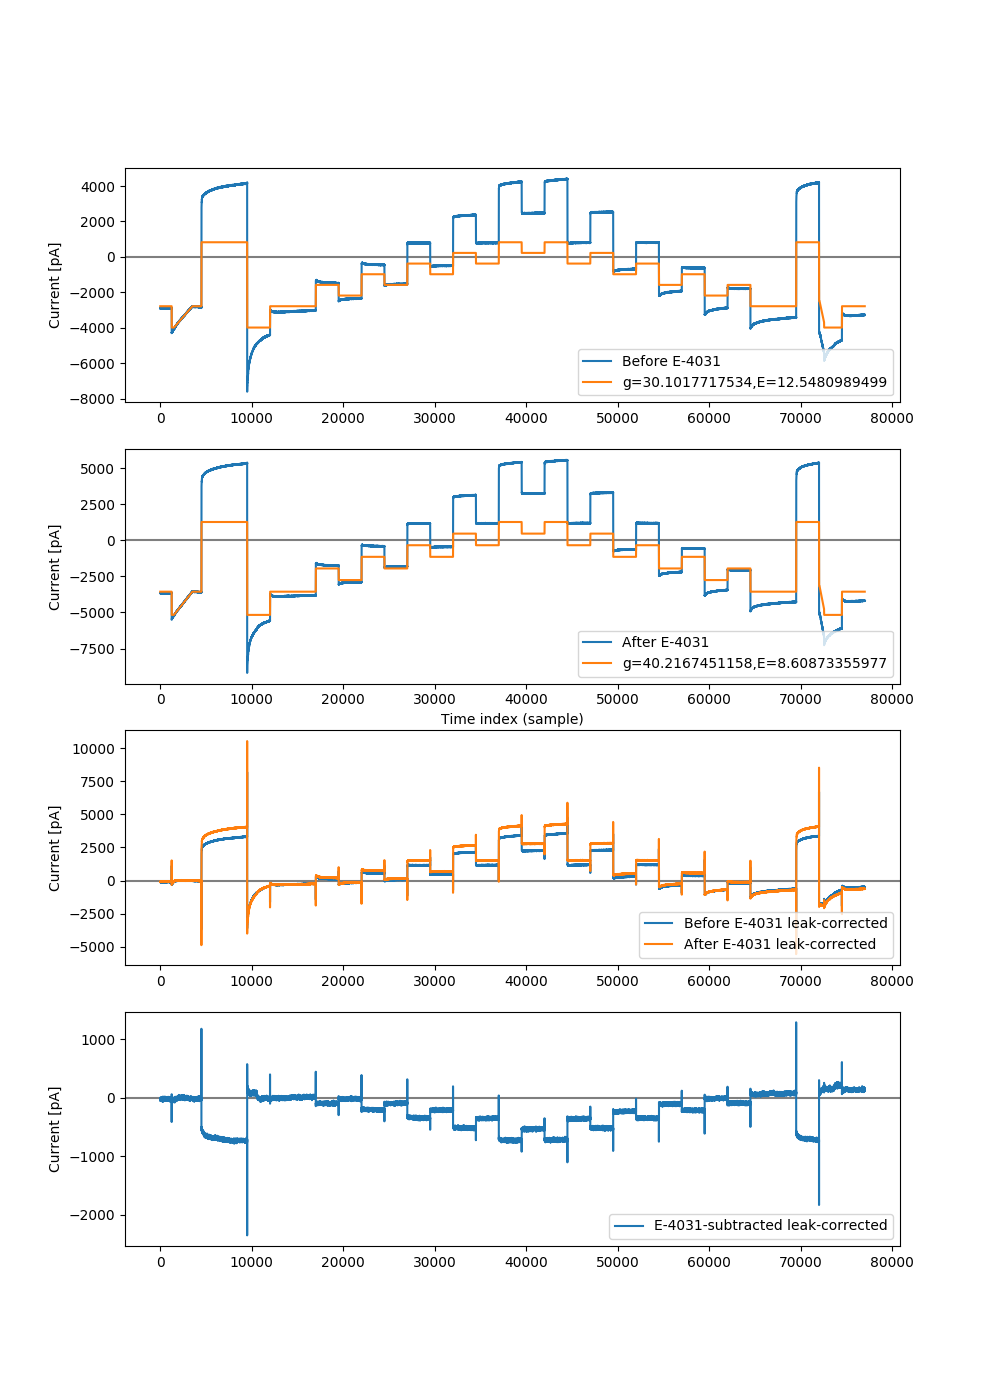 4000
2000
0
−2000
−4000
−6000
−8000
Current [pA]
Before E-4031
g=30.1017717534,E=12.5480989499
0 10000 20000 30000 40000 50000 60000 70000 80000
5000
2500
0
−2500
−5000
−7500
Current [pA]
After E-4031
g=40.2167451158,E=8.60873355977
0 10000 20000 30000 40000 50000 60000 70000 80000
Time index (sample)
10000
7500
5000
2500
0
−2500
−5000
Current [pA]
Before E-4031 leak-corrected
After E-4031 leak-corrected
0 10000 20000 30000 40000 50000 60000 70000 80000
1000
0
−1000
−2000
Current [pA]
E-4031-subtracted leak-corrected
0 10000 20000 30000 40000 50000 60000 70000 80000